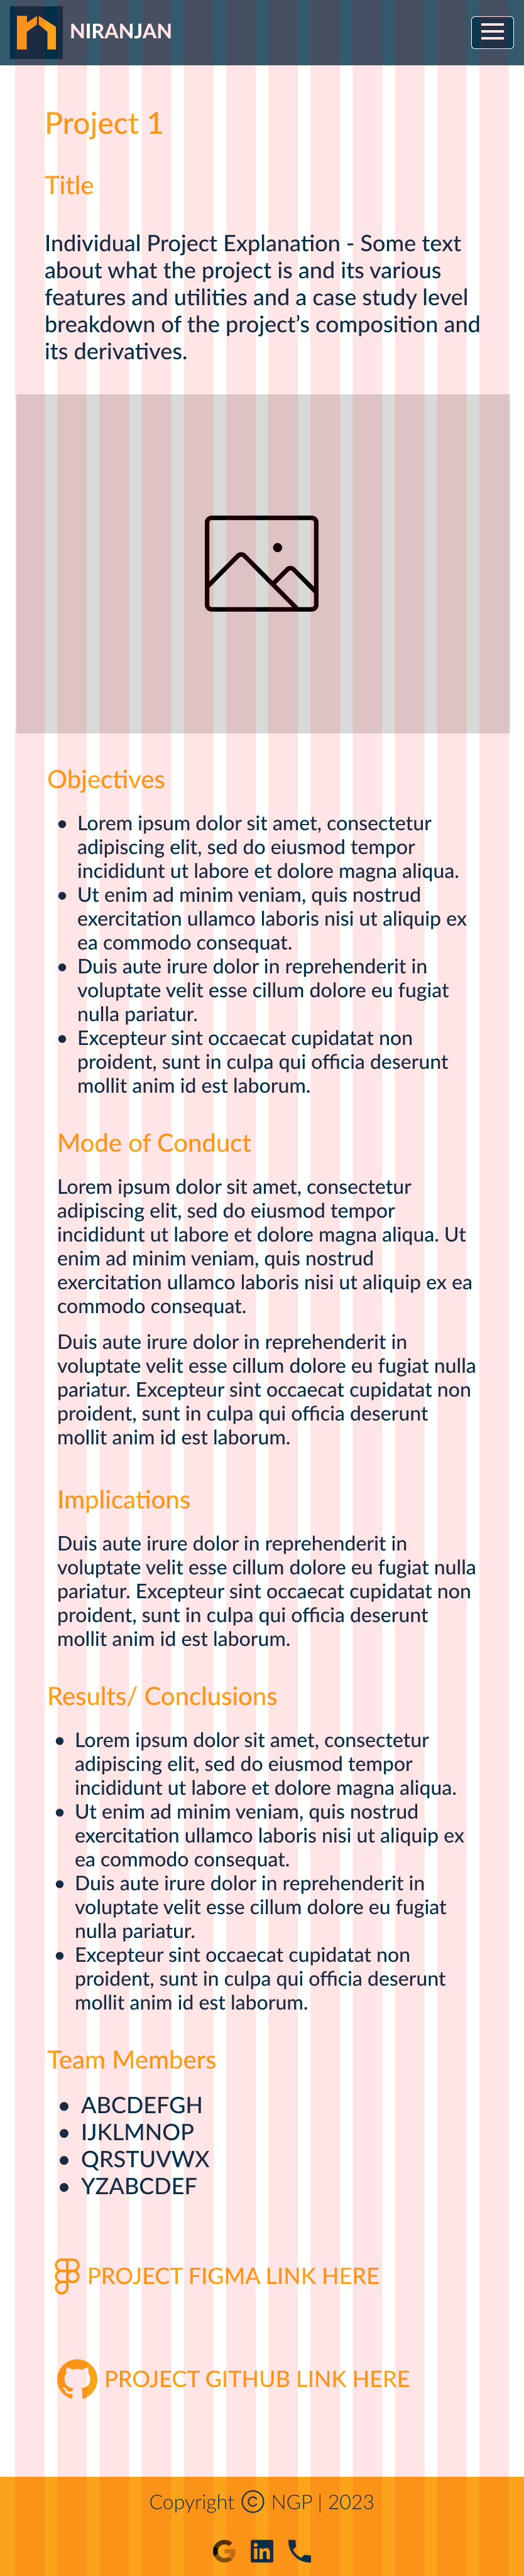 NIRANJAN
Project 1
Title
Individual Project Explanation - Some text
about what the project is and its various
features and utilities and a case study level
breakdown of the project’s composition and
its derivatives.
Objectives
• Lorem ipsum dolor sit amet, consectetur
adipiscing elit, sed do eiusmod tempor
incididunt ut labore et dolore magna aliqua.
• Ut enim ad minim veniam, quis nostrud
exercitation ullamco laboris nisi ut aliquip ex
ea commodo consequat.
• Duis aute irure dolor in reprehenderit in
voluptate velit esse cillum dolore eu fugiat
nulla pariatur.
• Excepteur sint occaecat cupidatat non
proident, sunt in culpa qui officia deserunt
mollit anim id est laborum.
Mode of Conduct
Lorem ipsum dolor sit amet, consectetur
adipiscing elit, sed do eiusmod tempor
incididunt ut labore et dolore magna aliqua. Ut
enim ad minim veniam, quis nostrud
exercitation ullamco laboris nisi ut aliquip ex ea
commodo consequat.
Duis aute irure dolor in reprehenderit in
voluptate velit esse cillum dolore eu fugiat nulla
pariatur. Excepteur sint occaecat cupidatat non
proident, sunt in culpa qui officia deserunt
mollit anim id est laborum.
Implications
Duis aute irure dolor in reprehenderit in
voluptate velit esse cillum dolore eu fugiat nulla
pariatur. Excepteur sint occaecat cupidatat non
proident, sunt in culpa qui officia deserunt
mollit anim id est laborum.
Results/ Conclusions
• Lorem ipsum dolor sit amet, consectetur
adipiscing elit, sed do eiusmod tempor
incididunt ut labore et dolore magna aliqua.
• Ut enim ad minim veniam, quis nostrud
exercitation ullamco laboris nisi ut aliquip ex
ea commodo consequat.
• Duis aute irure dolor in reprehenderit in
voluptate velit esse cillum dolore eu fugiat
nulla pariatur.
• Excepteur sint occaecat cupidatat non
proident, sunt in culpa qui officia deserunt
mollit anim id est laborum.
Team Members
• ABCDEFGH
• IJKLMNOP
• QRSTUVWX
• YZABCDEF
PROJECT FIGMA LINK HERE
PROJECT GITHUB LINK HERE
Copyright © NGP | 2023